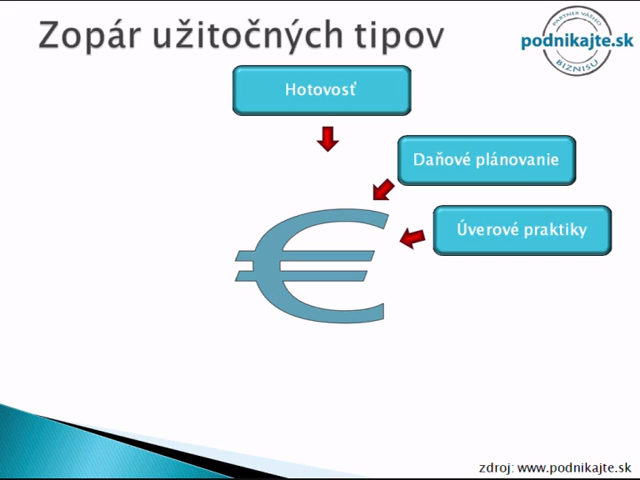 Zopár užitočných tipov
PARTNER VÁŠHO
podnikajte.sk
BIZNISU
Hotovosť
Daňové plánovanie
Úverové praktiky
€
zdroj: www.podnikajte.sk